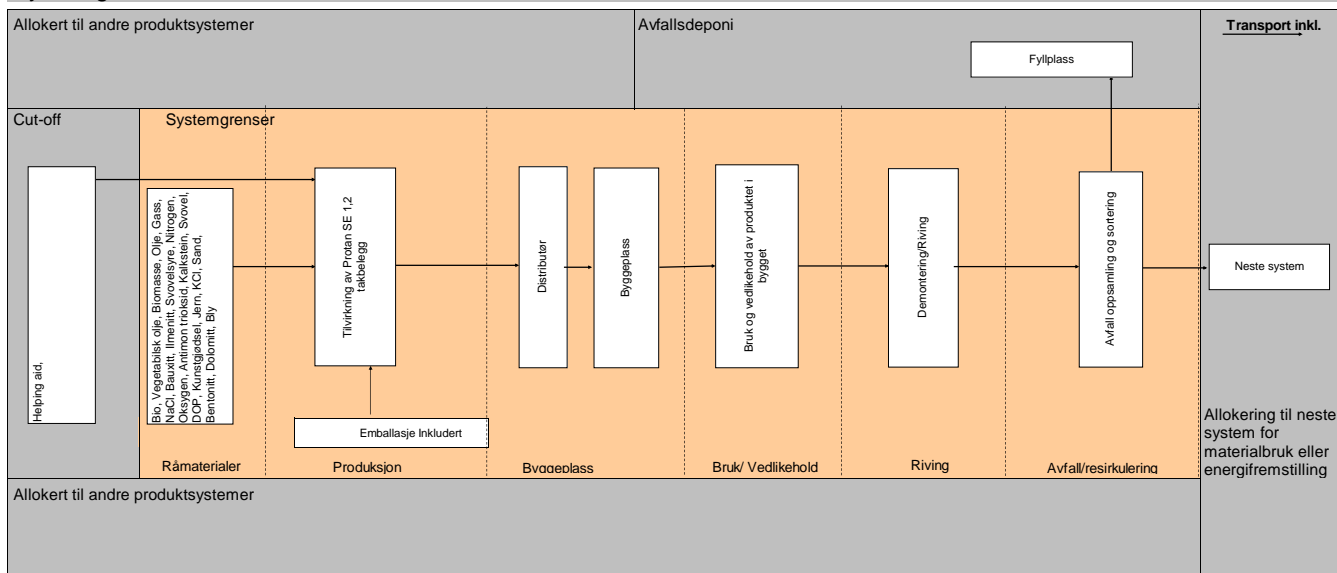 Allokert til andre produktsystemer
Avfallsdeponi
Transport inkl.
Fyllplass
Cut-off
Systemgrenser
Helping aid,
Bio, Vegetabilsk olje, Biomasse, Olje, Gass,
NaCl, Bauxitt, Ilmenitt, Svovelsyre, Nitrogen,
Oksygen, Antimon trioksid, Kalkstein, Svovel,
DOP, Kunstgjødsel, Jern, KCl, Sand,
Bentonitt, Dolomitt, Bly
Tilvirkning av Protan SE 1,2
takbelegg
Distributør
Byggeplass
Bruk og vedlikehold av produktet i
bygget
Demontering/Riving
Avfall oppsamling og sortering
Neste system
Emballasje Inkludert
Allokering til neste
system for
materialbruk eller
energifremstilling
Råmaterialer
Produksjon
Byggeplass
Bruk/ Vedlikehold
Riving
Avfall/resirkulering
Allokert til andre produktsystemer